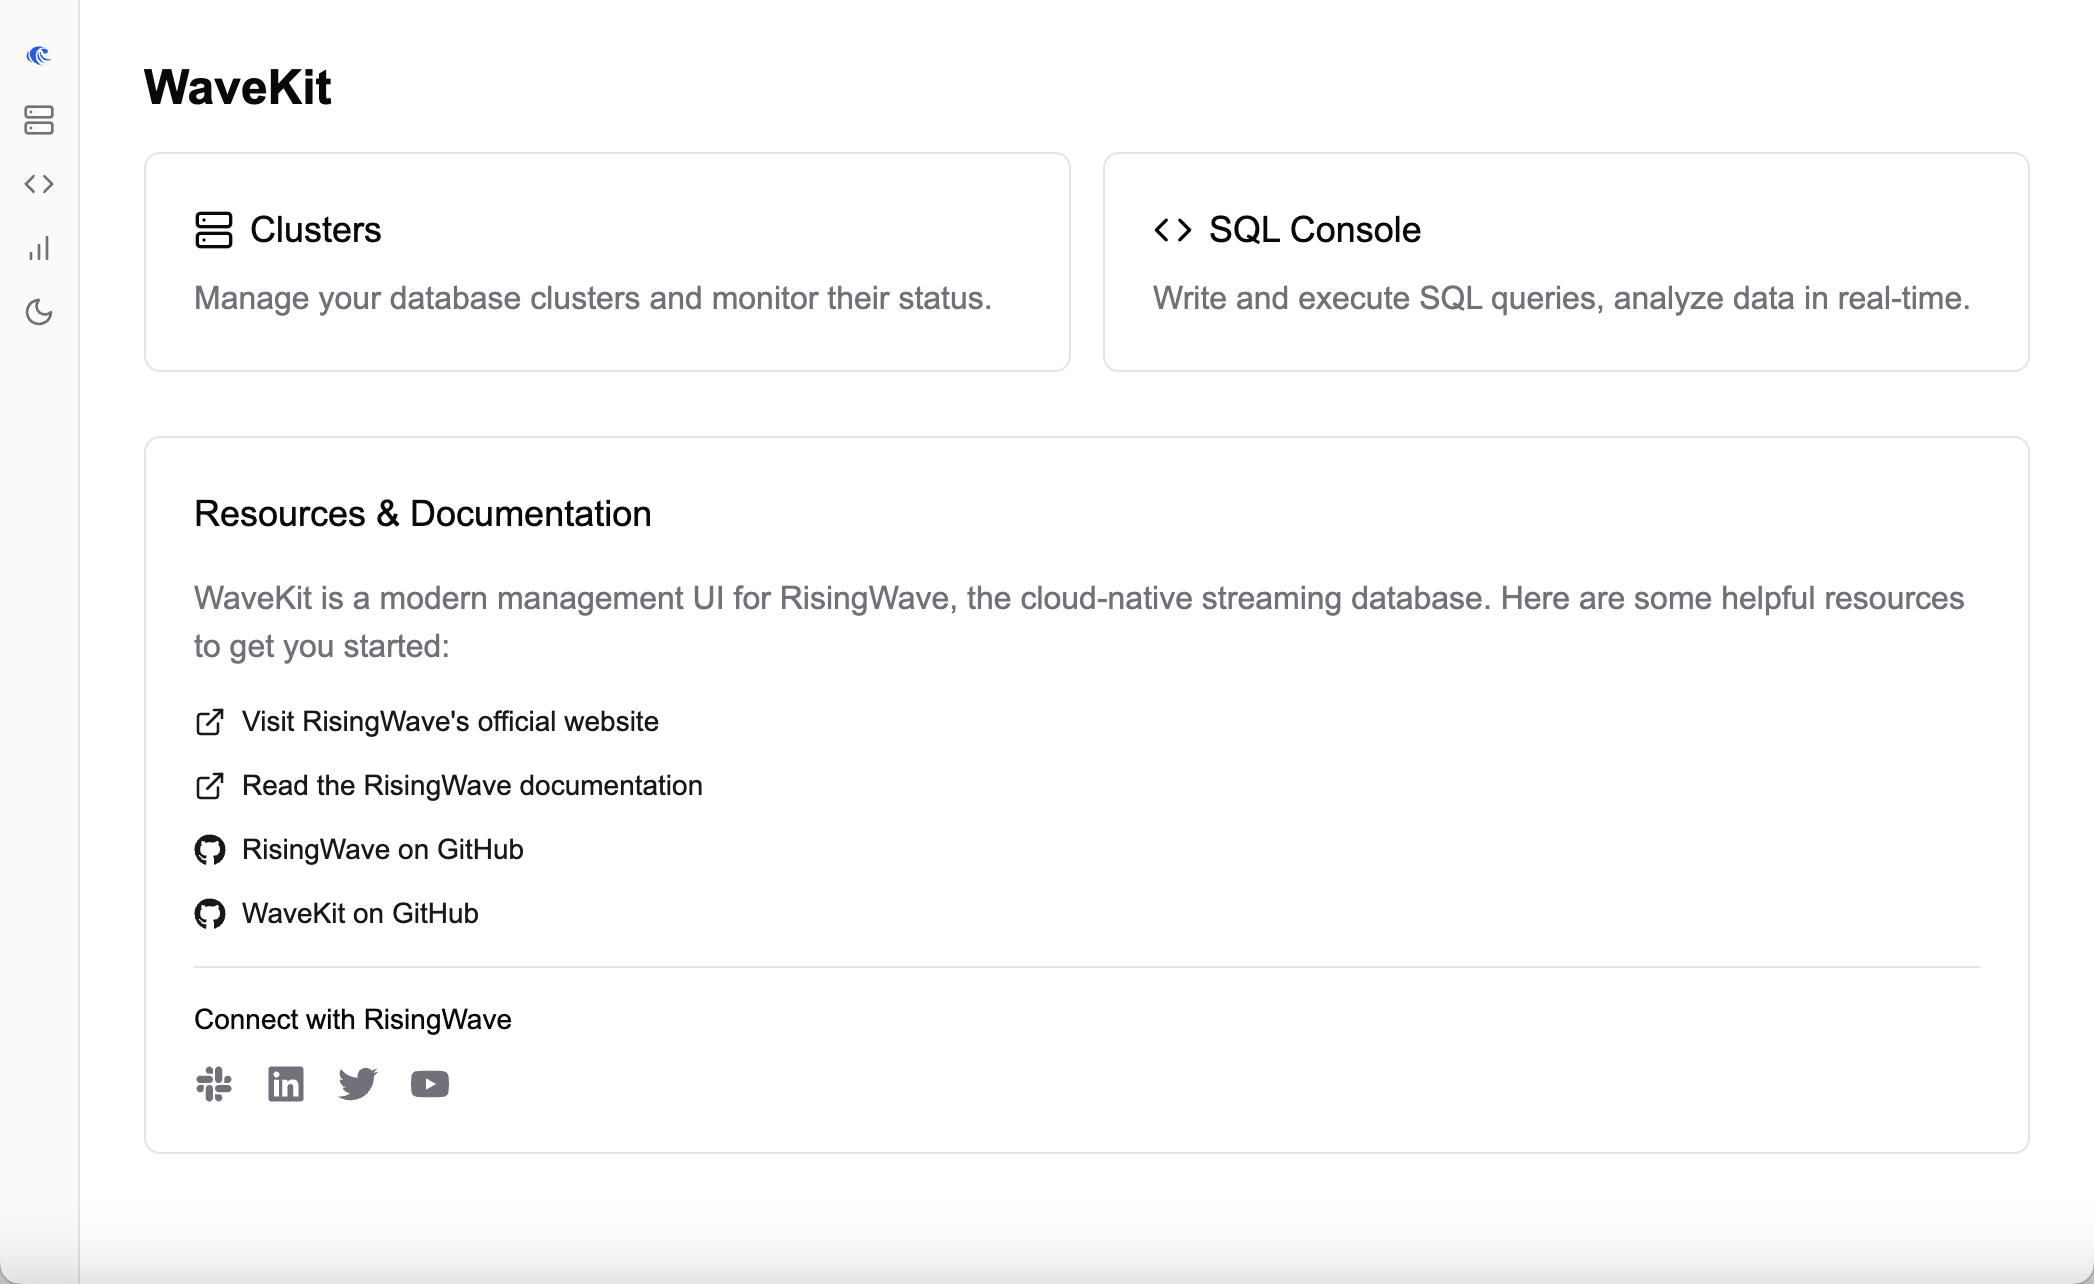 WaveKit
Clusters
Manage your database clusters and monitor their status.
SQL Console
Write and execute SQL queries, analyze data in real-time.
Resources & Documentation
WaveKit is a modern management UI for RisingWave, the cloud-native streaming database. Here are some helpful resources
to get you started:
Visit RisingWave's official website
Read the RisingWave documentation
RisingWave on GitHub
WaveKit on GitHub
Connect with RisingWave